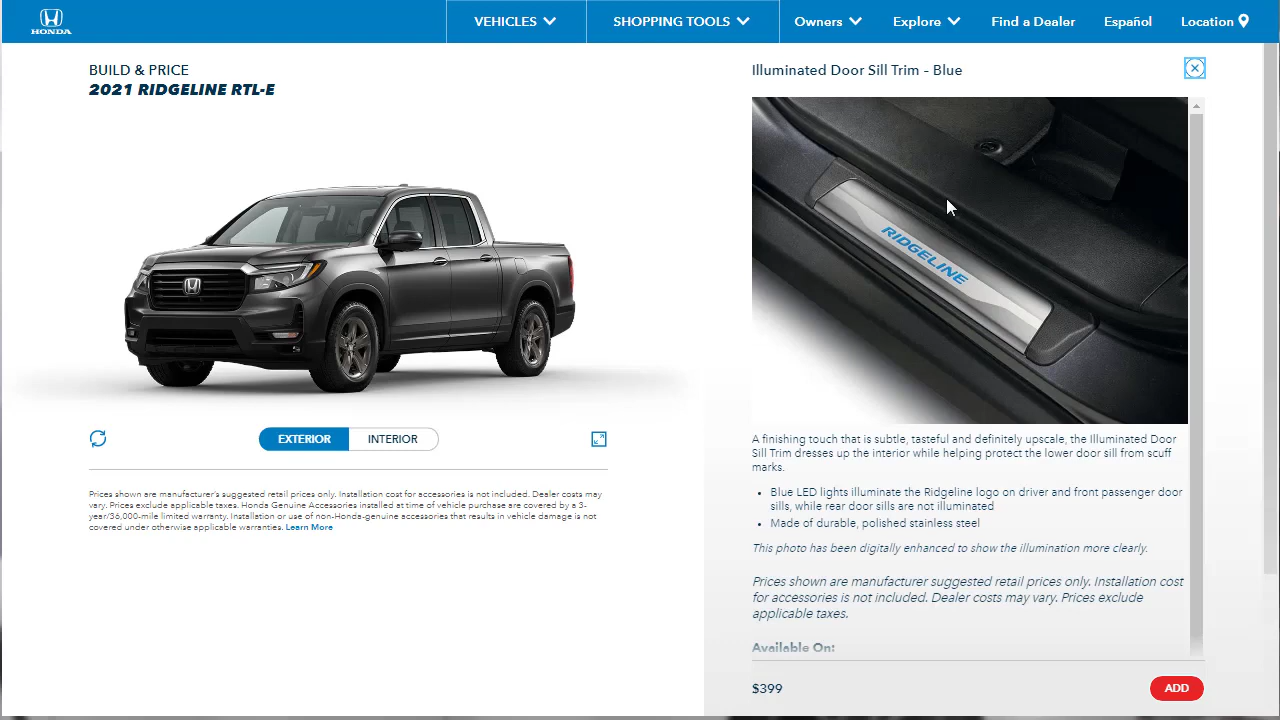 HONDA
VEHICLES
SHOPPING TOOLS
Owners
Explore
Find a Dealer
Español
Location
BUILD & PRICE
2021 RIDGELINE RTL-E
EXTERIOR
INTERIOR
Prices shown are manufacturer's suggested retail prices only. Installation cost for accessories is not included. Dealer costs may
vary. Prices exclude applicable taxes. Honda Genuine Accessories installed at time of vehicle purchase are covered by a 3-
year/36,000-mile limited warranty. Installation or use of non-Honda-genuine accessories that results in vehicle damage is not
covered under otherwise applicable warranties. Learn More
Illuminated Door Sill Trim - Blue
RIDGELINE
A finishing touch that is subtle, tasteful and definitely upscale, the Illuminated Door
Sill Trim dresses up the interior while helping protect the lower door sill from scuff
marks.
• Blue LED lights illuminate the Ridgeline logo on driver and front passenger door
sills, while rear door sills are not illuminated
• Made of durable, polished stainless steel
This photo has been digitally enhanced to show the illumination more clearly.
Prices shown are manufacturer suggested retail prices only. Installation cost
for accessories is not included. Dealer costs may vary. Prices exclude
applicable taxes.
Available On:
$399
ADD